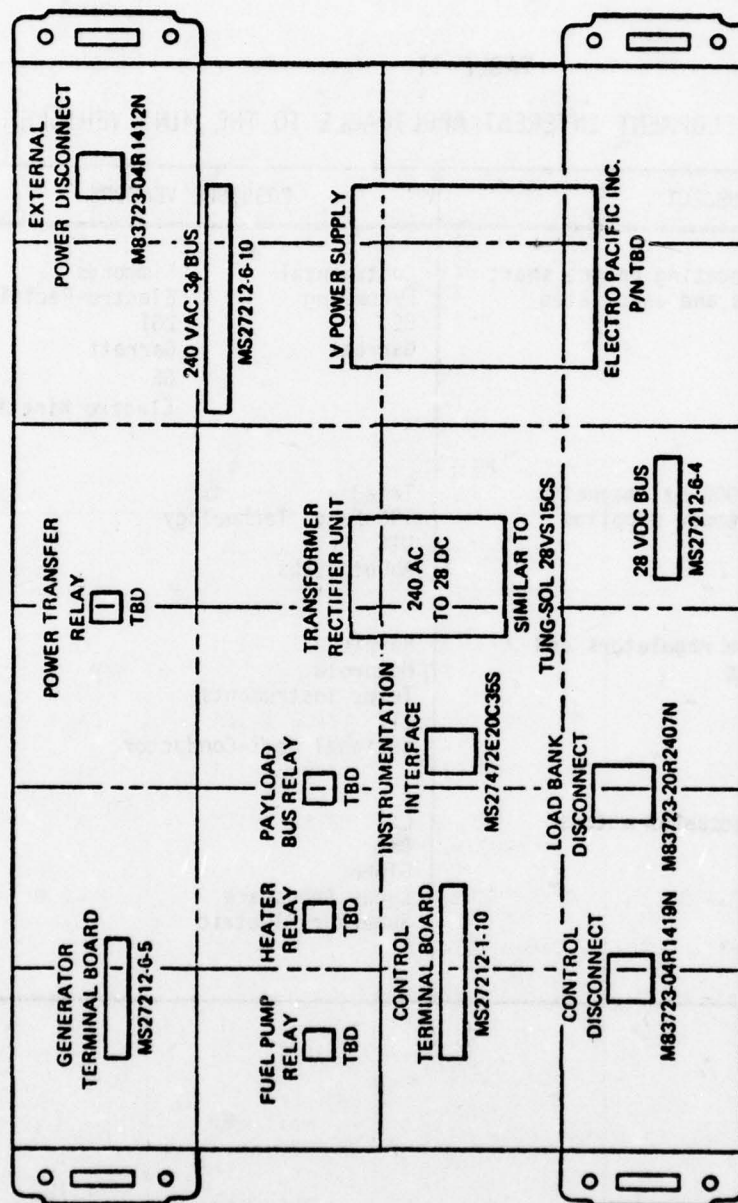 GENERATOR
TERMINAL BOARD
MS27212-6-5
POWER TRANSFER
RELAY
TBD
EXTERNAL
POWER DISCONNECT
M83723-04R1412N
240 VAC 3ø BUS
MS27212-6-10
FUEL PUMP
RELAY
TBD
HEATER
RELAY
TBD
PAYLOAD
BUS RELAY
TBD
TRANSFORMER
RECTIFIER UNIT
240 AC
TO 28 DC
SIMILAR TO
TUNG-SOL 28VS15CSS
LV POWER SUPPLY
ELECTRO PACIFIC INC.
P/N TBD
CONTROL
TERMINAL BOARD
MS27212-1-10
INSTRUMENTATION
INTERFACE
MS27472E20C35S
CONTROL
DISCONNECT
M83723-04R1419N
LOAD BANK
DISCONNECT
M83723-20R2407N
28 VDC BUS
MS27212-6-4